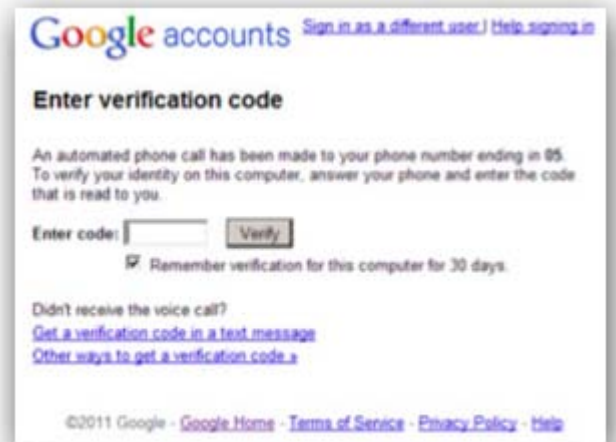 Google accounts Sign in as a different user | Help signing in
Enter verification code
An automated phone call has been made to your phone number ending in 05.
To verify your identity on this computer, answer your phone and enter the code
that is read to you.
Enter code: Verify
Remember verification for this computer for 30 days.
Didn't receive the voice call?
Get a verification code in a text message
Other ways to get a verification code »
©2011 Google - Google Home - Terms of Service - Privacy Policy - Help